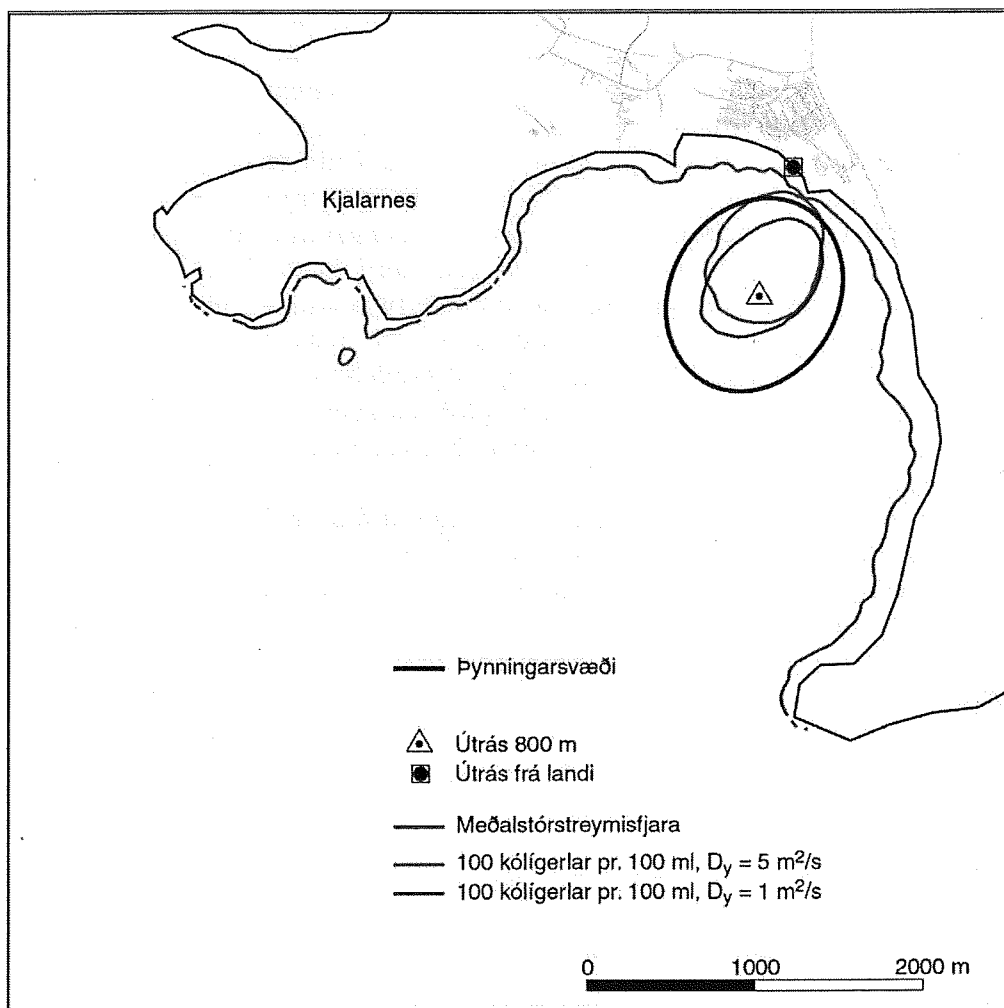 Kjalarnes
Þynningarsvæði
Útrás 800 m
Útrás frá landi
Meðalstórstreymisfjara
100 kólígerlar pr. 100 ml, Dy = 5 m²/s
100 kólígerlar pr. 100 ml, Dy = 1 m²/s
0 1000 2000 m